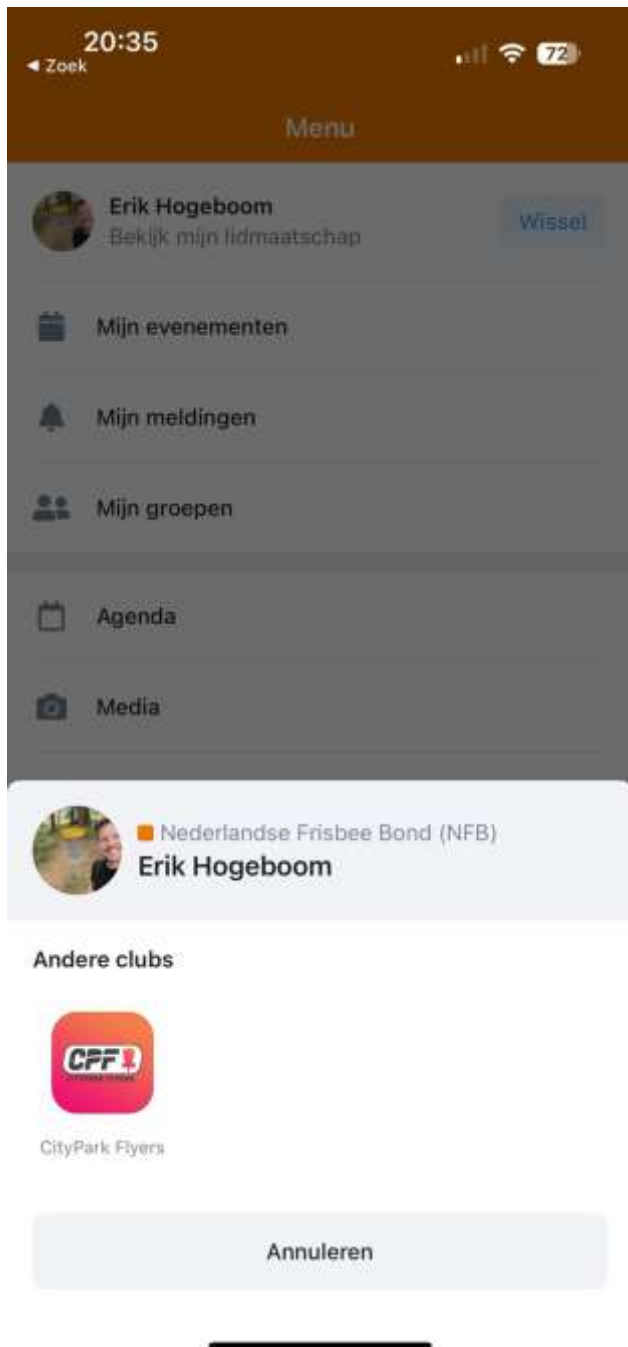 20:35
◀ Zoek
72
Menu
Erik Hogeboom
Bekijk mijn lidmaatschap
Wissel
Mijn evenementen
Mijn meldingen
Mijn groepen
Agenda
Media
Nederlandse Frisbee Bond (NFB)
Erik Hogeboom
Andere clubs
CPF
CityPark Flyers
Annuleren